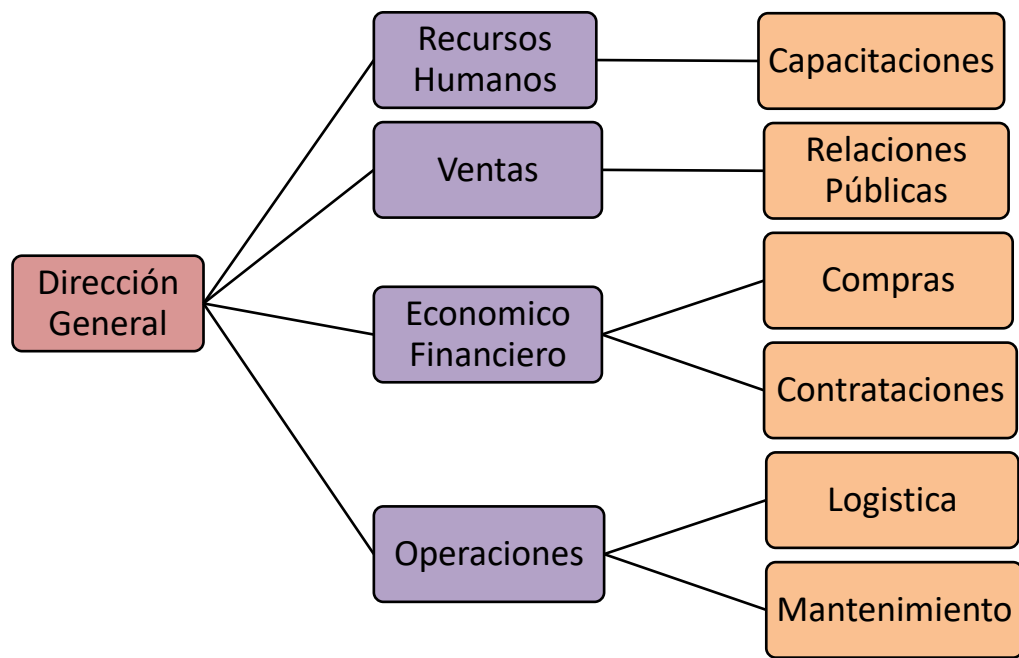 Recursos
Humanos
Capacitaciones
Ventas
Relaciones
Públicas
Dirección
General
Economico
Financiero
Compras
Contrataciones
Operaciones
Logistica
Mantenimiento